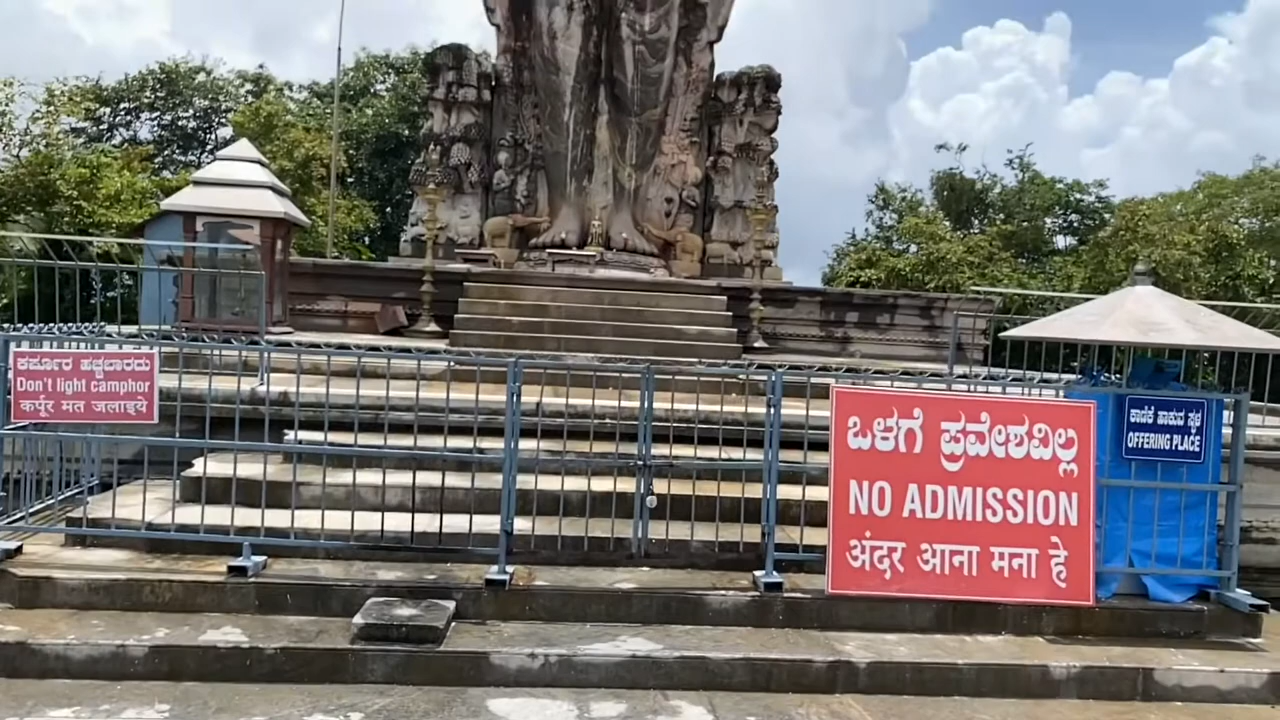 ಕರ್ಪೂರ ಹಚ್ಚಬಾರದು
Don't light camphor
कर्पूर मत जलाइये
ಒಳಗೆ ಪ್ರವೇಶವಿಲ್ಲ
NO ADMISSION
अंदर आना मना हे
ಕಾಣಿಕೆ ಹಾಕುವ ಸ್ಥಳ
OFFERING PLACE